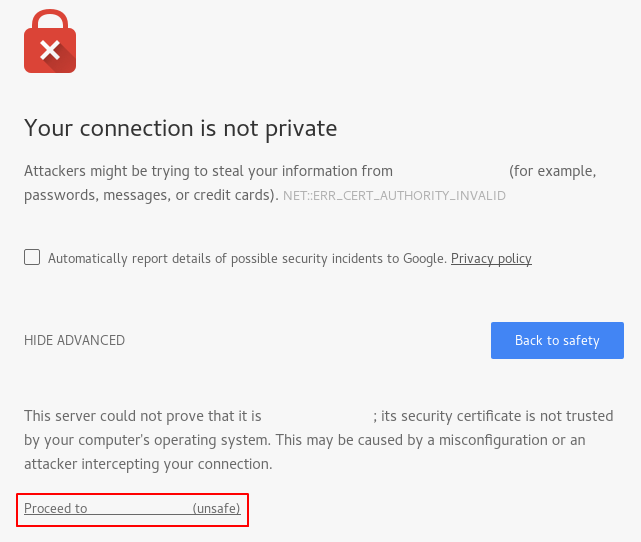 Your connection is not private
Attackers might be trying to steal your information from (for example,
passwords, messages, or credit cards). NET::ERR_CERT_AUTHORITY_INVALID
Automatically report details of possible security incidents to Google. Privacy policy
HIDE ADVANCED
Back to safety
This server could not prove that it is ; its security certificate is not trusted
by your computer's operating system. This may be caused by a misconfiguration or an
attacker intercepting your connection.
Proceed to (unsafe)